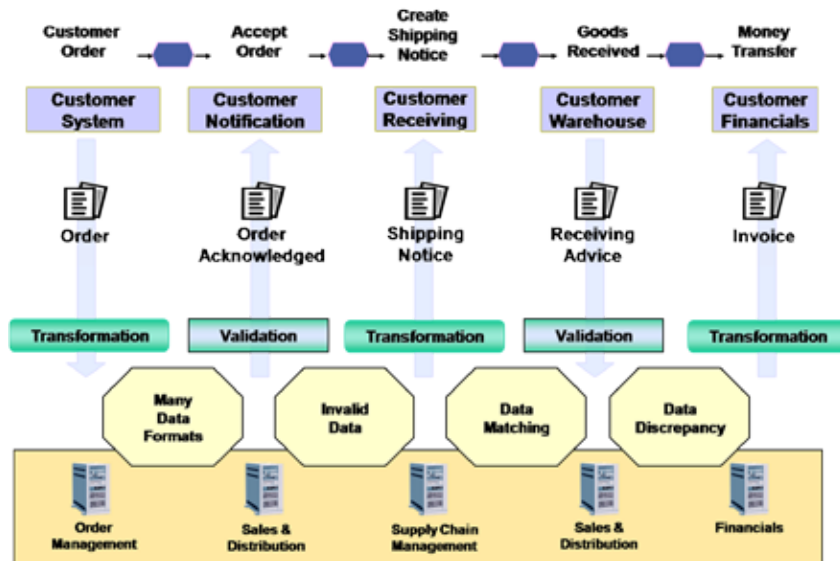 Customer
Order
Accept
Order
Create
Shipping
Notice
Goods
Received
Money
Transfer
Customer
System
Customer
Notification
Customer
Receiving
Customer
Warehouse
Customer
Financials
Order
Order
Acknowledged
Shipping
Notice
Receiving
Advice
Invoice
Transformation
Validation
Transformation
Validation
Transformation
Many
Data
Formats
Invalid
Data
Data
Matching
Data
Discrepancy
Order
Management
Sales &
Distribution
Supply Chain
Management
Sales &
Distribution
Financials